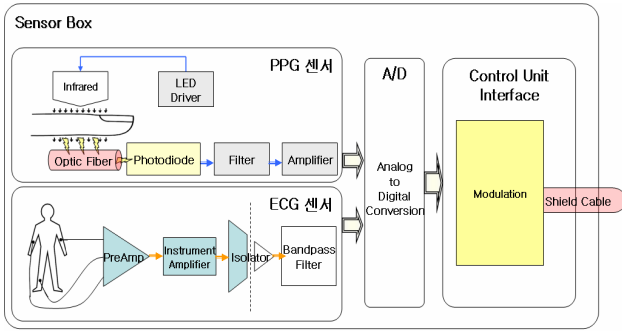 Sensor Box
PPG 센서
Infrared
LED
Driver
Optic Fiber
Photodiode
Filter
Amplifier
ECG 센서
PreAmp
Instrument
Amplifier
Isolator
Bandpass
Filter
A/D
Analog
to
Digital
Conversion
Control Unit
Interface
Modulation
Shield Cable